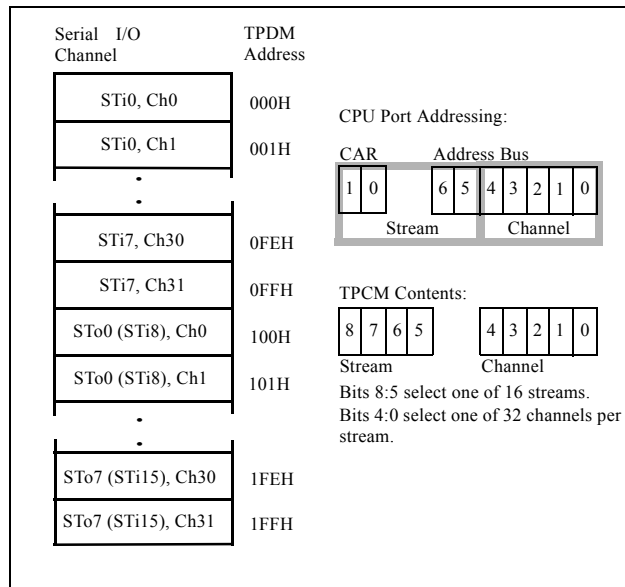 Serial I/O Channel
TPDM Address
STi0, Ch0 000H
STi0, Ch1 001H
STi7, Ch30 0FEH
STi7, Ch31 0FFH
STo0 (STi8), Ch0 100H
STo0 (STi8), Ch1 101H
STo7 (STi15), Ch30 1FEH
STo7 (STi15), Ch31 1FFH
CPU Port Addressing:
CAR Address Bus
1 0 6 5 4 3 2 1 0
Stream Channel
TPCM Contents:
8 7 6 5 4 3 2 1 0
Stream Channel
Bits 8:5 select one of 16 streams.
Bits 4:0 select one of 32 channels per
stream.